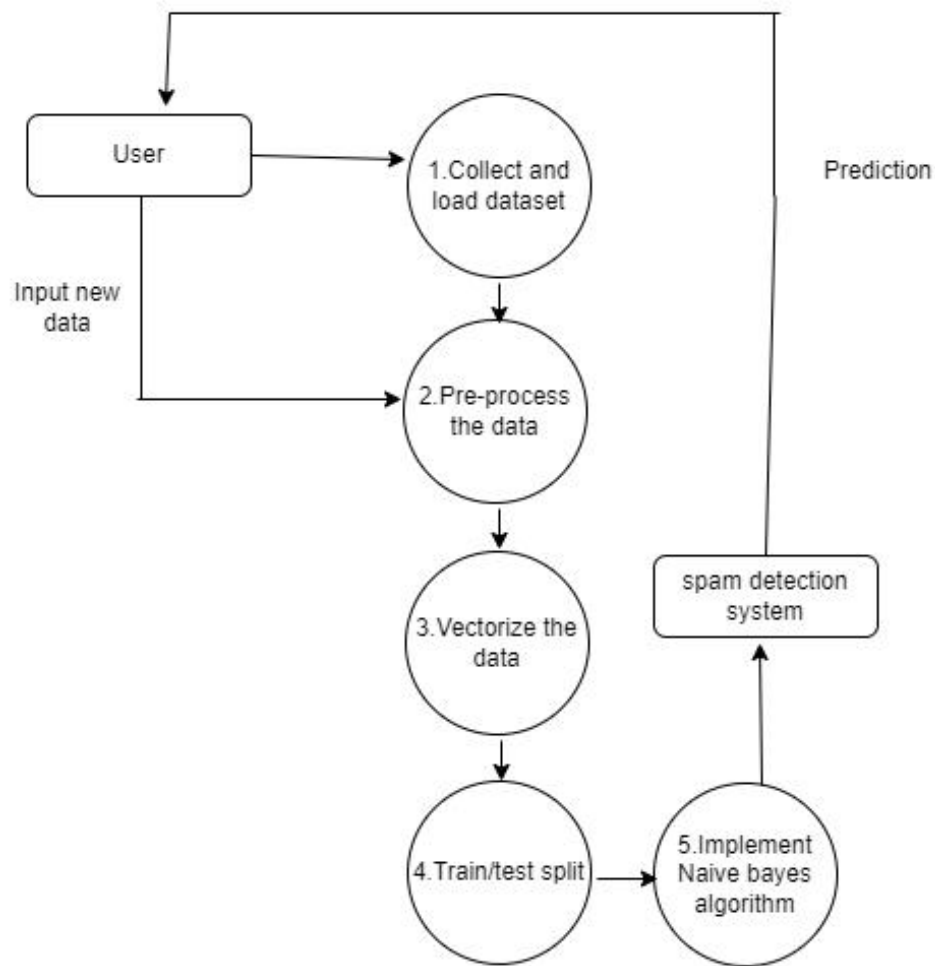 User
1.Collect and
load dataset
Prediction
Input new
data
2.Pre-process
the data
3.Vectorize the
data
spam detection
system
4.Train/test split
5.Implement
Naive bayes
algorithm